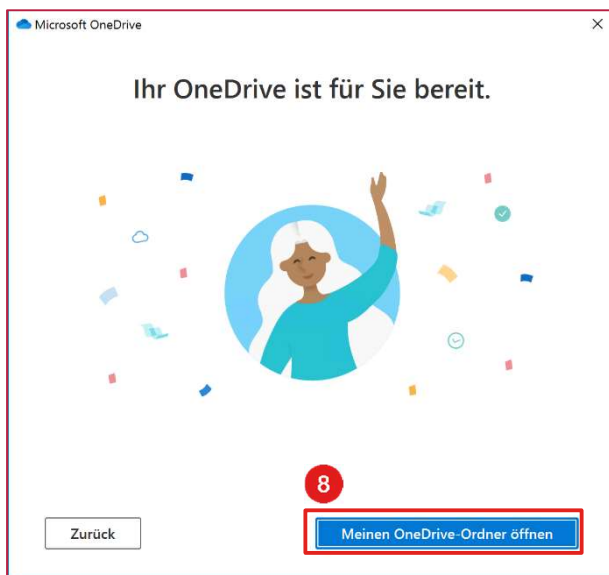 Microsoft OneDrive
Ihr OneDrive ist für Sie bereit.
8
Zurück
Meinen OneDrive-Ordner öffnen